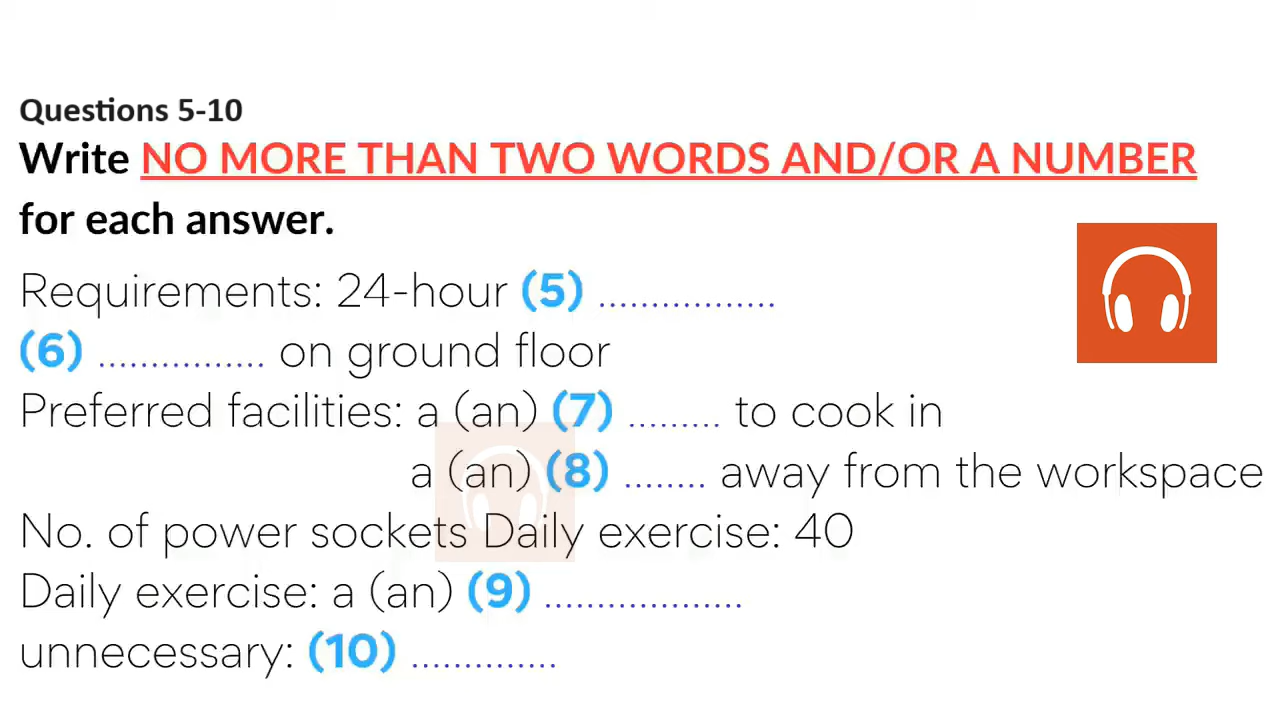 Questions 5-10
Write NO MORE THAN TWO WORDS AND/OR A NUMBER
for each answer.
Requirements: 24-hour (5) .................
(6) ................ on ground floor
Preferred facilities: a (an) (7) ......... to cook in
a (an) (8) ........ away from the workspace
No. of power sockets Daily exercise: 40
Daily exercise: a (an) (9) ...................
unnecessary: (10) ..............